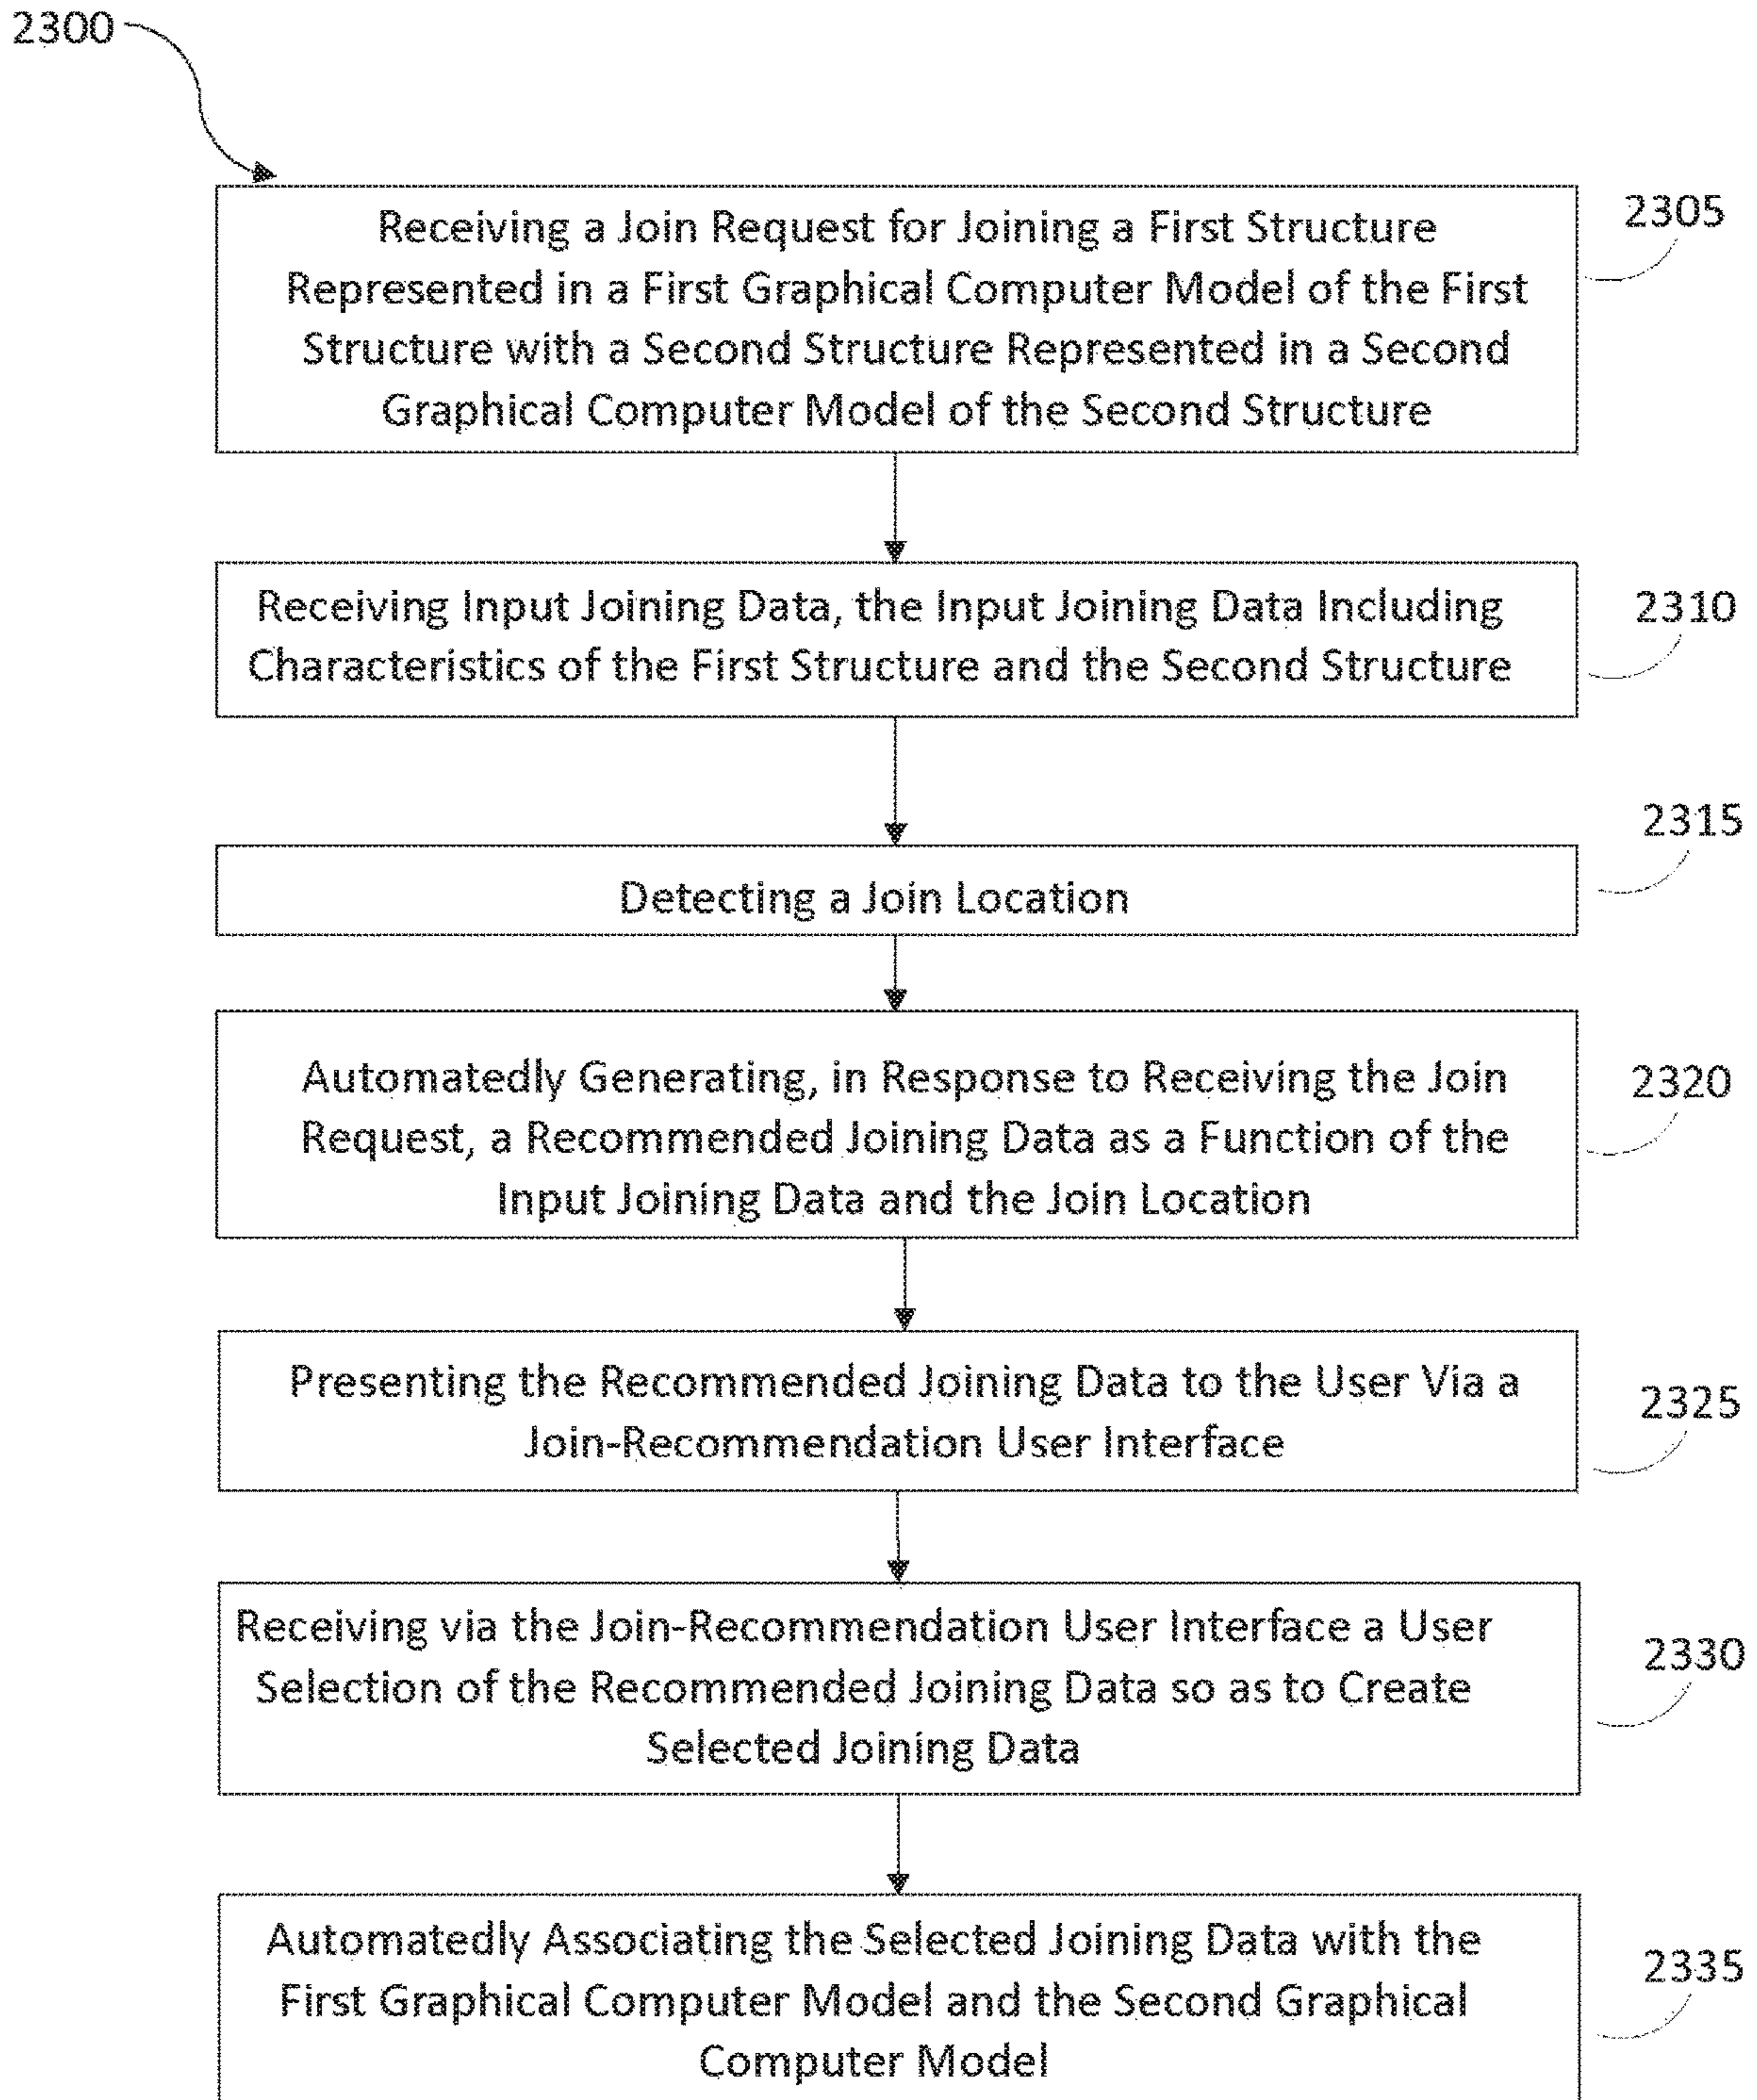 2300
Receiving a Join Request for Joining a First Structure
Represented in a First Graphical Computer Model of the First
Structure with a Second Structure Represented in a Second
Graphical Computer Model of the Second Structure
2305
Receiving Input Joining Data, the Input Joining Data Including
Characteristics of the First Structure and the Second Structure
2310
Detecting a Join Location
2315
Automatedly Generating, in Response to Receiving the Join
Request, a Recommended Joining Data as a Function of the
Input Joining Data and the Join Location
2320
Presenting the Recommended Joining Data to the User Via a
Join-Recommendation User Interface
2325
Receiving via the Join-Recommendation User Interface a User
Selection of the Recommended Joining Data so as to Create
Selected Joining Data
2330
Automatedly Associating the Selected Joining Data with the
First Graphical Computer Model and the Second Graphical
Computer Model
2335